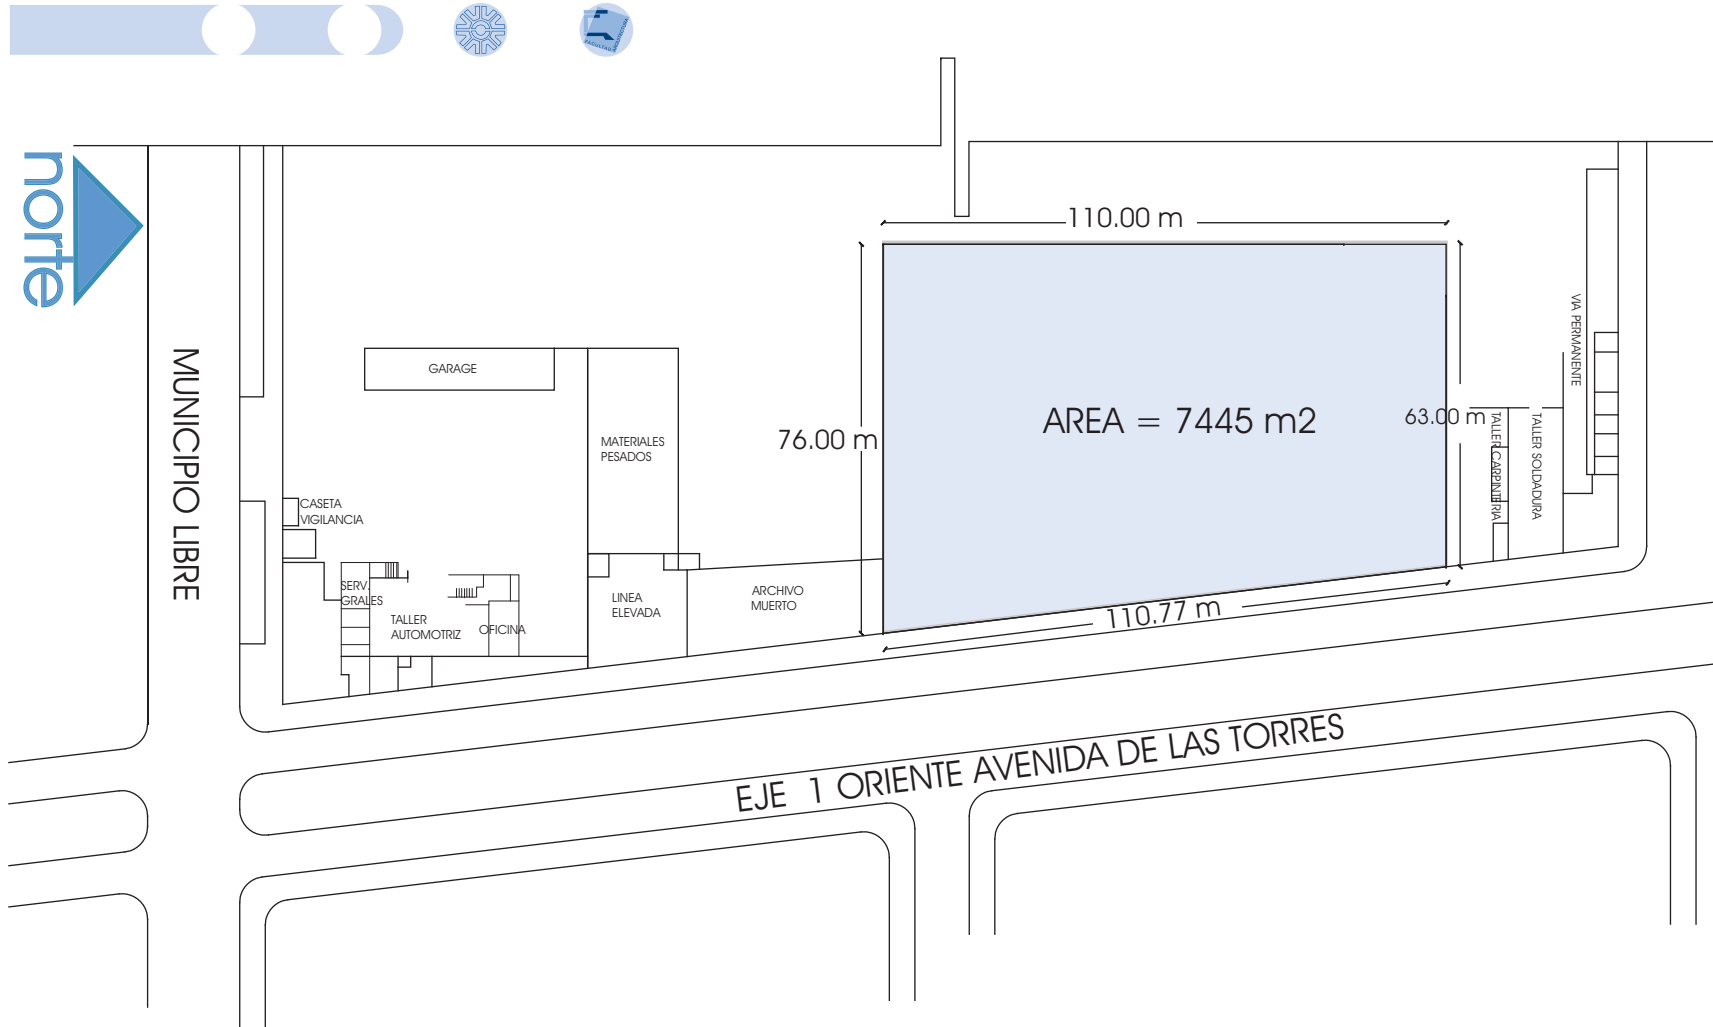 norte
110.00 m
VIA PERMANENTE
MUNICIPIO LIBRE
GARAGE
AREA = 7445 m2
63.00 m
76.00 m
MATERIALES
PESADOS
TALLER CARPINTERIA
TALLER SOLDADURA
CASETA
VIGILANCIA
SERV.
GRALES
LINEA
ELEVADA
ARCHIVO
MUERTO
110.77 m
TALLER
AUTOMOTRIZ
OFICINA
EJE 1 ORIENTE AVENIDA DE LAS TORRES
FACULTAD ARQUITECTURA